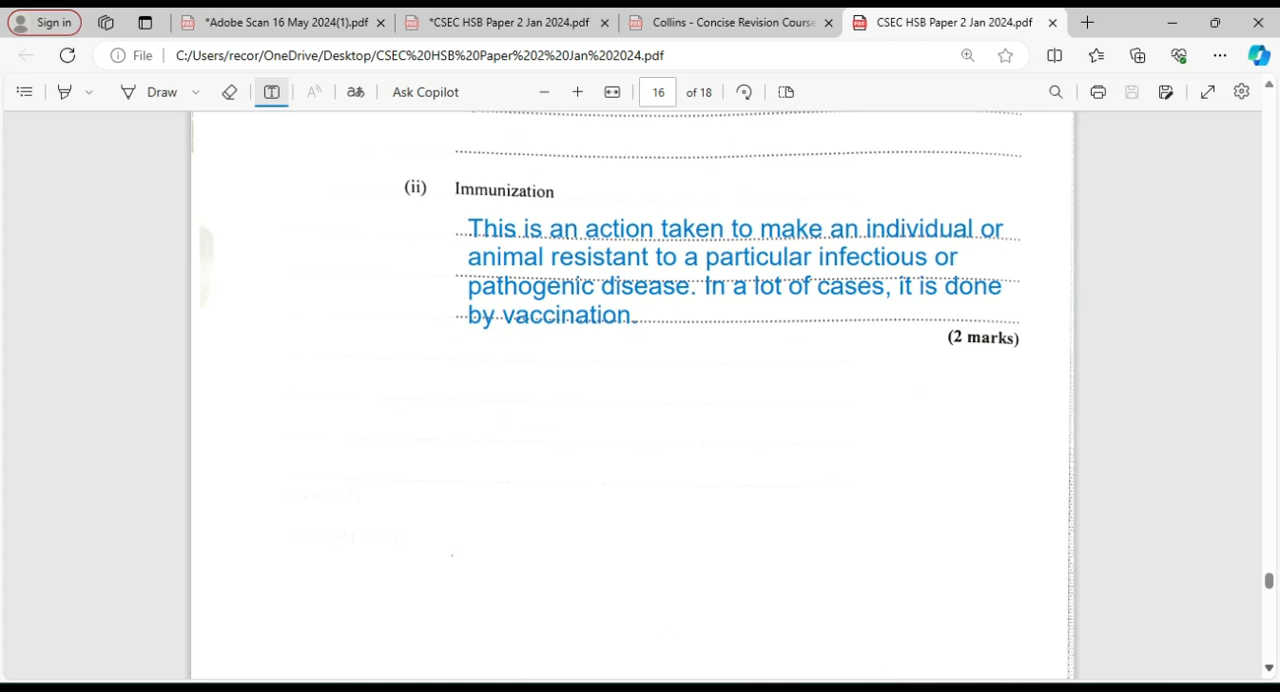 Sign in
*Adobe Scan 16 May 2024(1).pdf
*CSEC HSB Paper 2 Jan 2024.pdf
Collins - Concise Revision Course
CSEC HSB Paper 2 Jan 2024.pdf
File
C:/Users/recor/OneDrive/Desktop/CSEC%20HSB%20Paper%202%20Jan%202024.pdf
Draw
aあ
Ask Copilot
16 of 18
(ii) Immunization
This is an action taken to make an individual or
animal resistant to a particular infectious or
pathogenic disease. In a lot of cases, it is done
by vaccination.
(2 marks)